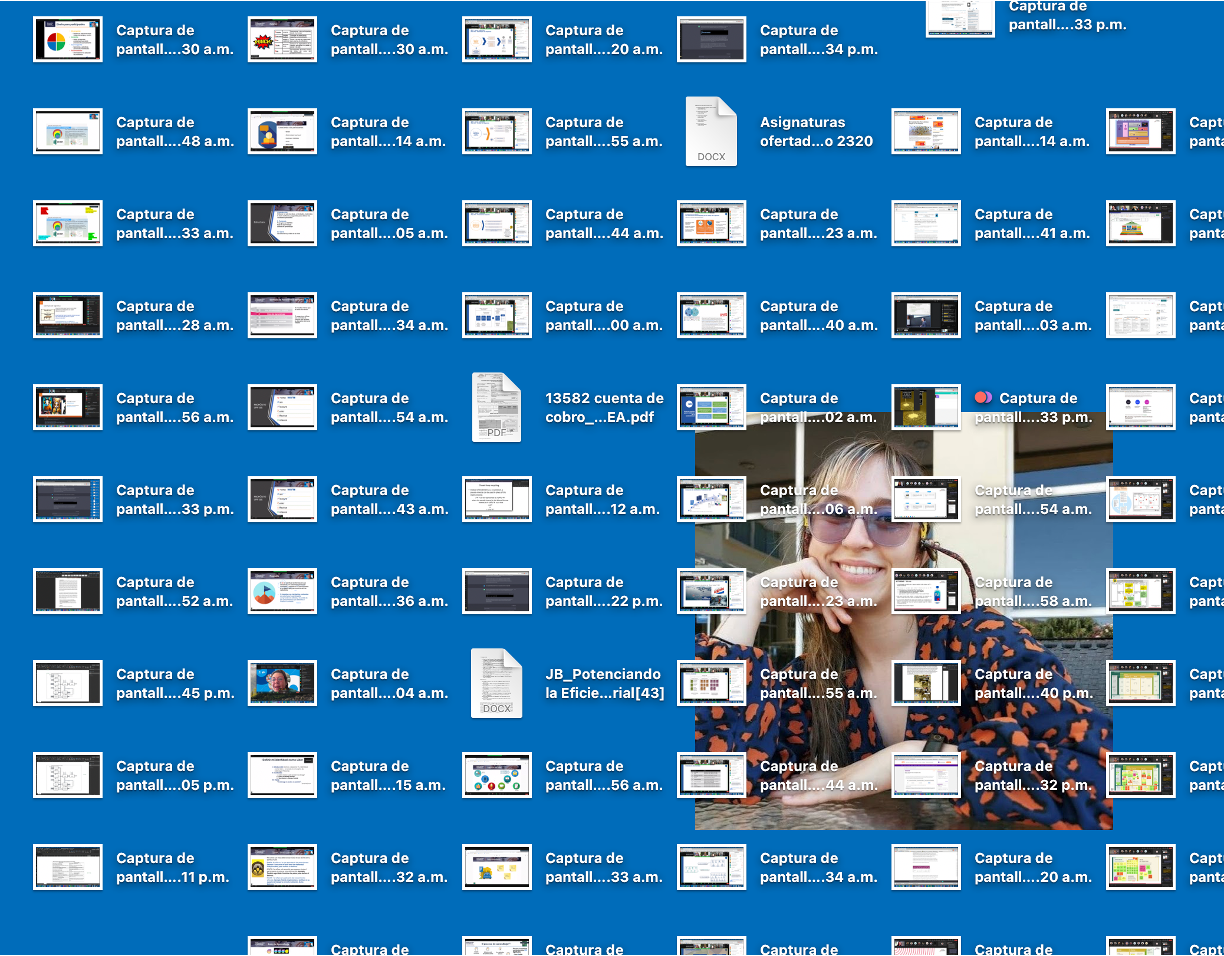 Captura de
pantall....33 p.m.
Captura de
pantall....30 a.m.
Captura de
pantall....30 a.m.
Captura de
pantall....20 a.m.
Captura de
pantall....34 p.m.
Captura de
pantall....48 a.m.
Captura de
pantall....14 a.m.
Captura de
pantall....55 a.m.
DOCX
Asignaturas
ofertad...o 2320
Captura de
pantall....14 a.m.
Capt
panta
Captura de
pantall....33 a.m.
Captura de
pantall....05 a.m.
Captura de
pantall....44 a.m.
Captura de
pantall....23 a.m.
Captura de
pantall....41 a.m.
Capt
panta
Captura de
pantall....28 a.m.
Captura de
pantall....34 a.m.
Captura de
pantall....00 a.m.
Captura de
pantall....40 a.m.
Captura de
pantall....03 a.m.
Capt
panta
Captura de
pantall....56 a.m.
Captura de
pantall....54 a.m.
PDF
13582 cuenta de
cobro_...EA.pdf
Captura de
pantall....02 a.m.
Captura de
pantall....33 p.m.
Capt
panta
Captura de
pantall....33 p.m.
Captura de
pantall....43 a.m.
Captura de
pantall....12 a.m.
Captura de
pantall....06 a.m.
Captura de
pantall....54 a.m.
Capt
panta
Captura de
pantall....52 a.m.
Captura de
pantall....36 a.m.
Captura de
pantall....22 p.m.
Captura de
pantall....23 a.m.
Captura de
pantall....58 a.m.
Capt
panta
Captura de
pantall....45 p.m.
Captura de
pantall....04 a.m.
DOCX
JB_Potenciando
la Eficie...rial[43]
Captura de
pantall....55 a.m.
Captura de
pantall....40 p.m.
Capt
panta
Captura de
pantall....05 p.m.
Captura de
pantall....15 a.m.
Captura de
pantall....56 a.m.
Captura de
pantall....44 a.m.
Captura de
pantall....32 p.m.
Capt
panta
Captura de
pantall....11 p.m.
Captura de
pantall....32 a.m.
Captura de
pantall....33 a.m.
Captura de
pantall....34 a.m.
Captura de
pantall....20 a.m.
Capt
panta
Captura de
Captura de
Captura de
Captura de
Capt